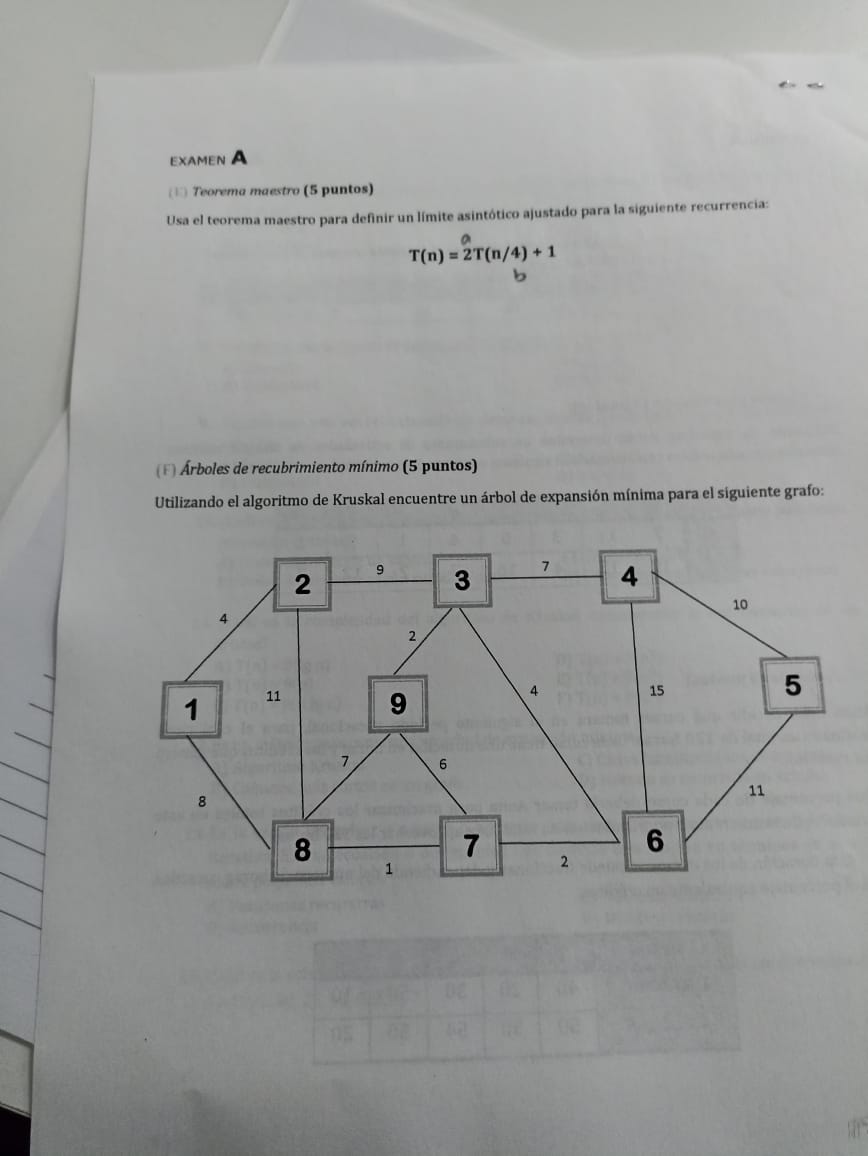 EXAMEN A
(E) Teorema maestro (5 puntos)
Usa el teorema maestro para definir un límite asintótico ajustado para la siguiente recurrencia:
a
T(n) = 2T(n/4) + 1
b
(F) Árboles de recubrimiento mínimo (5 puntos)
Utilizando el algoritmo de Kruskal encuentre un árbol de expansión mínima para el siguiente grafo:
2 9 3 7 4
4 10
2
1 11 9 4 15 5
7 6
8 11
8 1 7 2 6